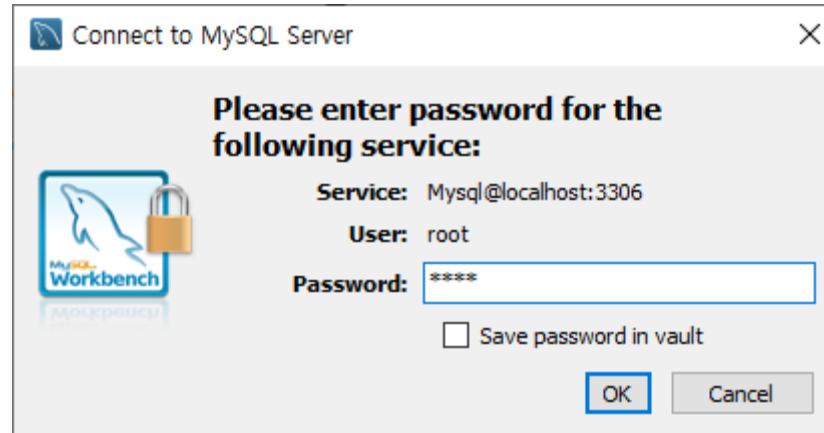 Connect to MySQL Server
Please enter password for the
following service:
Service: Mysql@localhost:3306
User: root
MySQL
Workbench
Password: ****
Save password in vault
OK Cancel